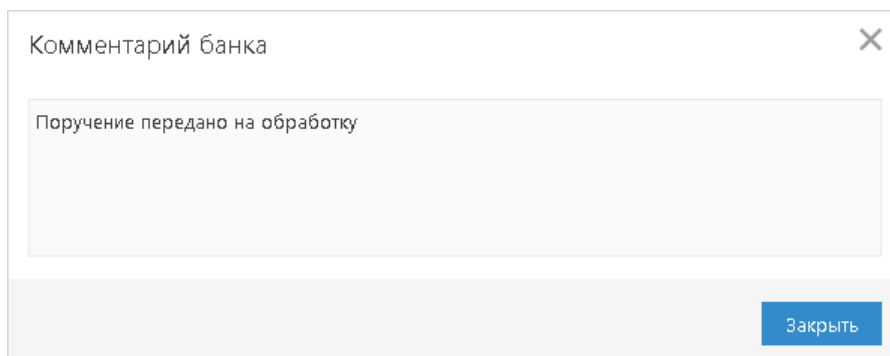 Комментарий банка
Поручение передано на обработку
Закрыть